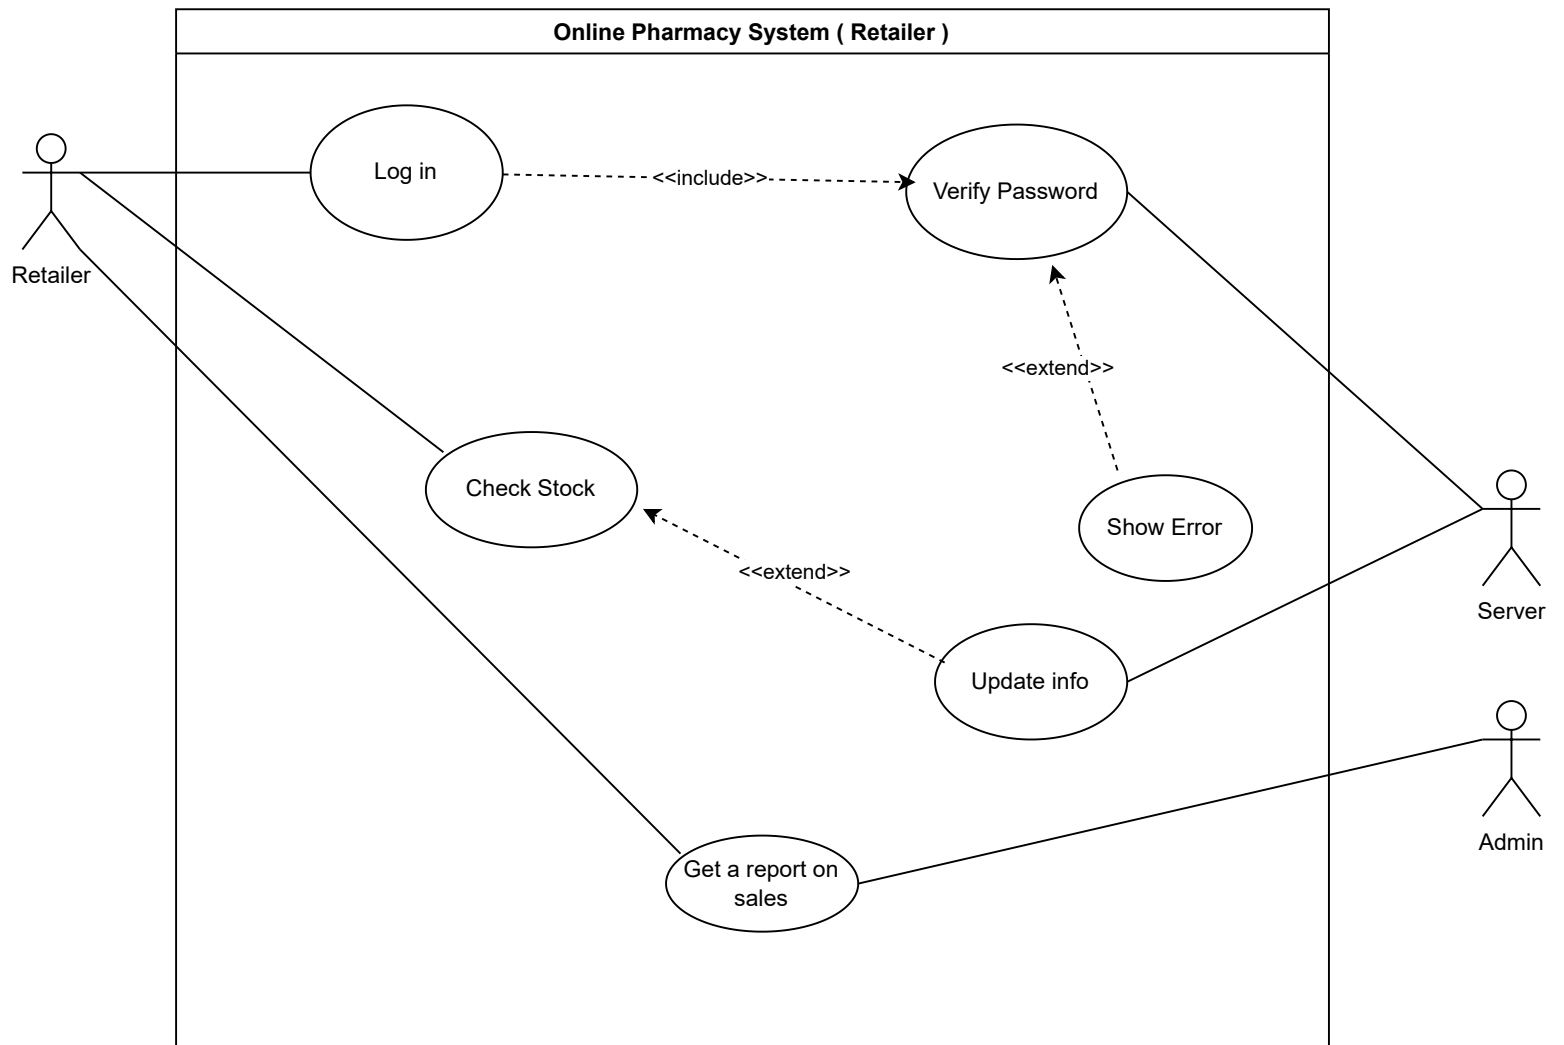 Online Pharmacy System ( Retailer )
Log in
<<include>>
Verify Password
Retailer
<<extend>>
Check Stock
Show Error
<<extend>>
Server
Update info
Admin
Get a report on
sales